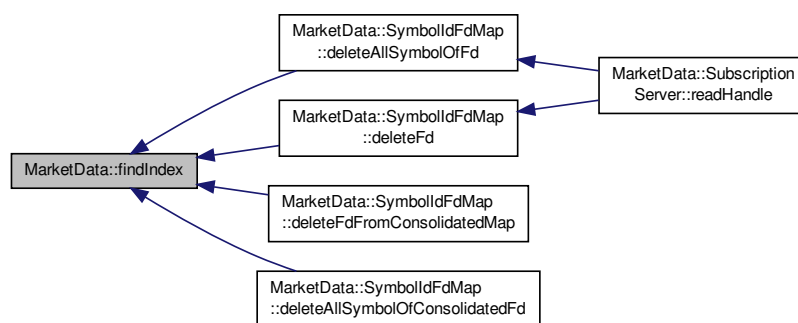 MarketData::SymbolIdFdMap
::deleteAllSymbolOfFd
MarketData::Subscription
Server::readHandle
MarketData::SymbolIdFdMap
::deleteFd
MarketData::findIndex
MarketData::SymbolIdFdMap
::deleteFdFromConsolidatedMap
MarketData::SymbolIdFdMap
::deleteAllSymbolOfConsolidatedFd